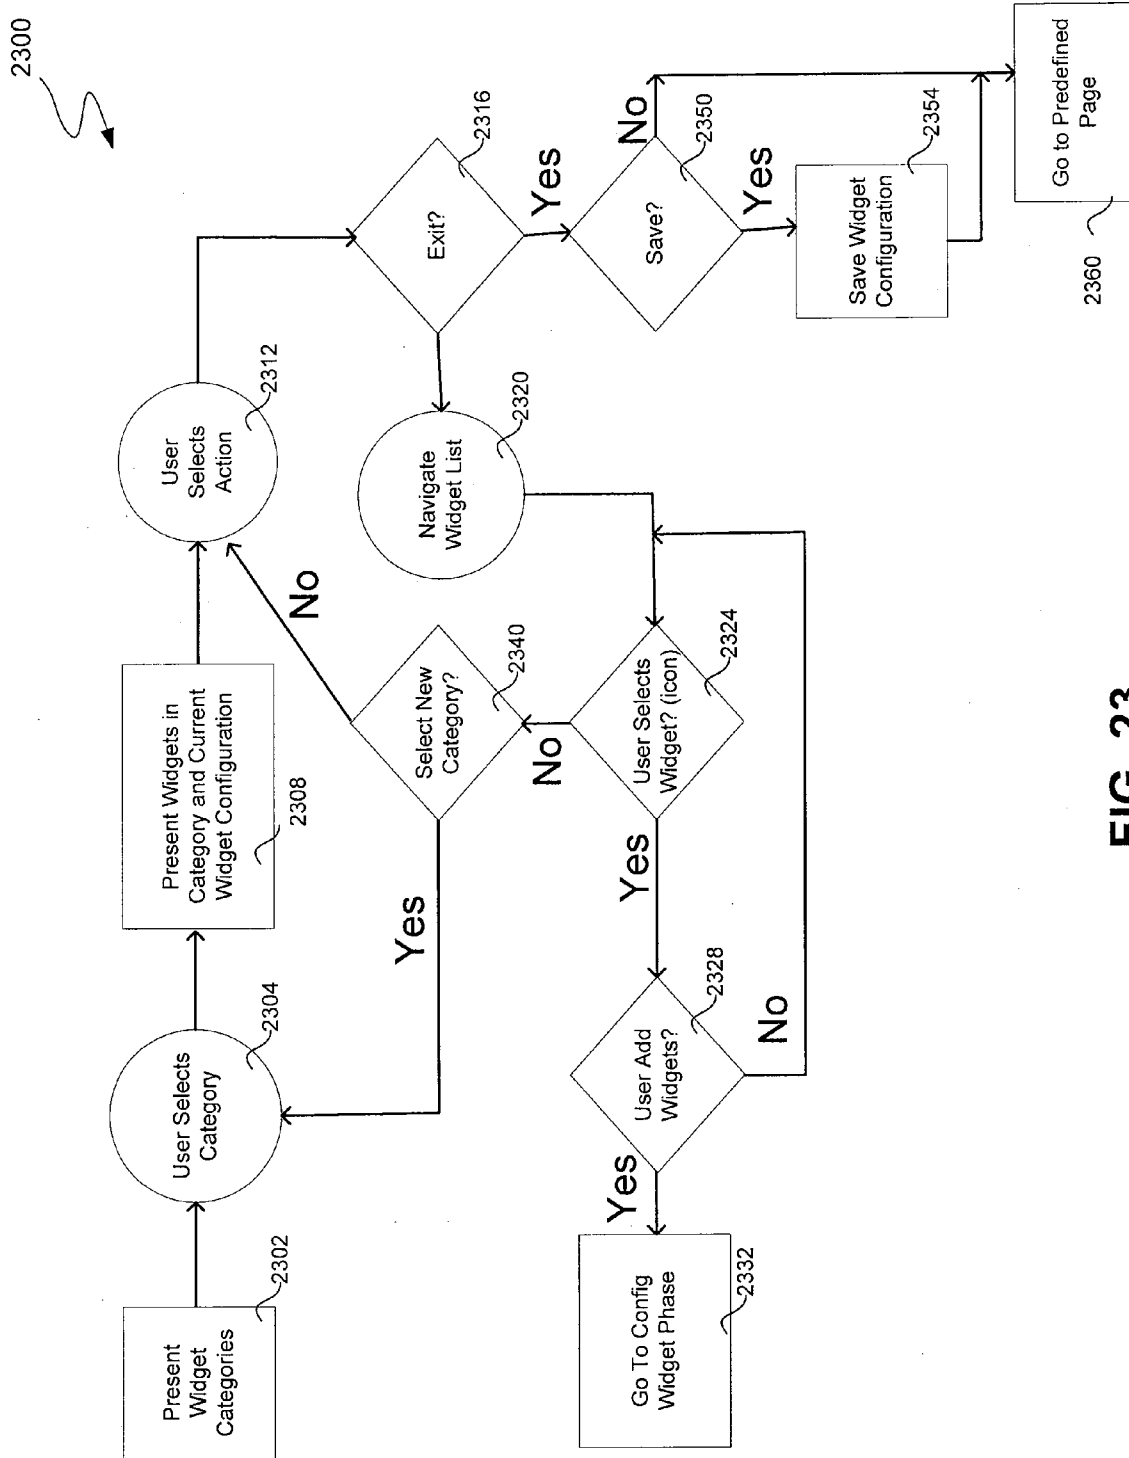 2300
Present
Widget
Categories
2302
User Selects
Category
2304
Present Widgets in
Category and Current
Widget Configuration
2308
User
Selects
Action
2312
Exit?
2316
Yes
Navigate
Widget List
2320
User Selects
Widget? (icon)
2324
No
Select New
Category?
2340
No
Yes
Yes
User Add
Widgets?
2328
No
Yes
Go To Config
Widget Phase
2332
Save?
2350
No
Yes
Save Widget
Configuration
2354
Go to Predefined
Page
2360
FIG. 23